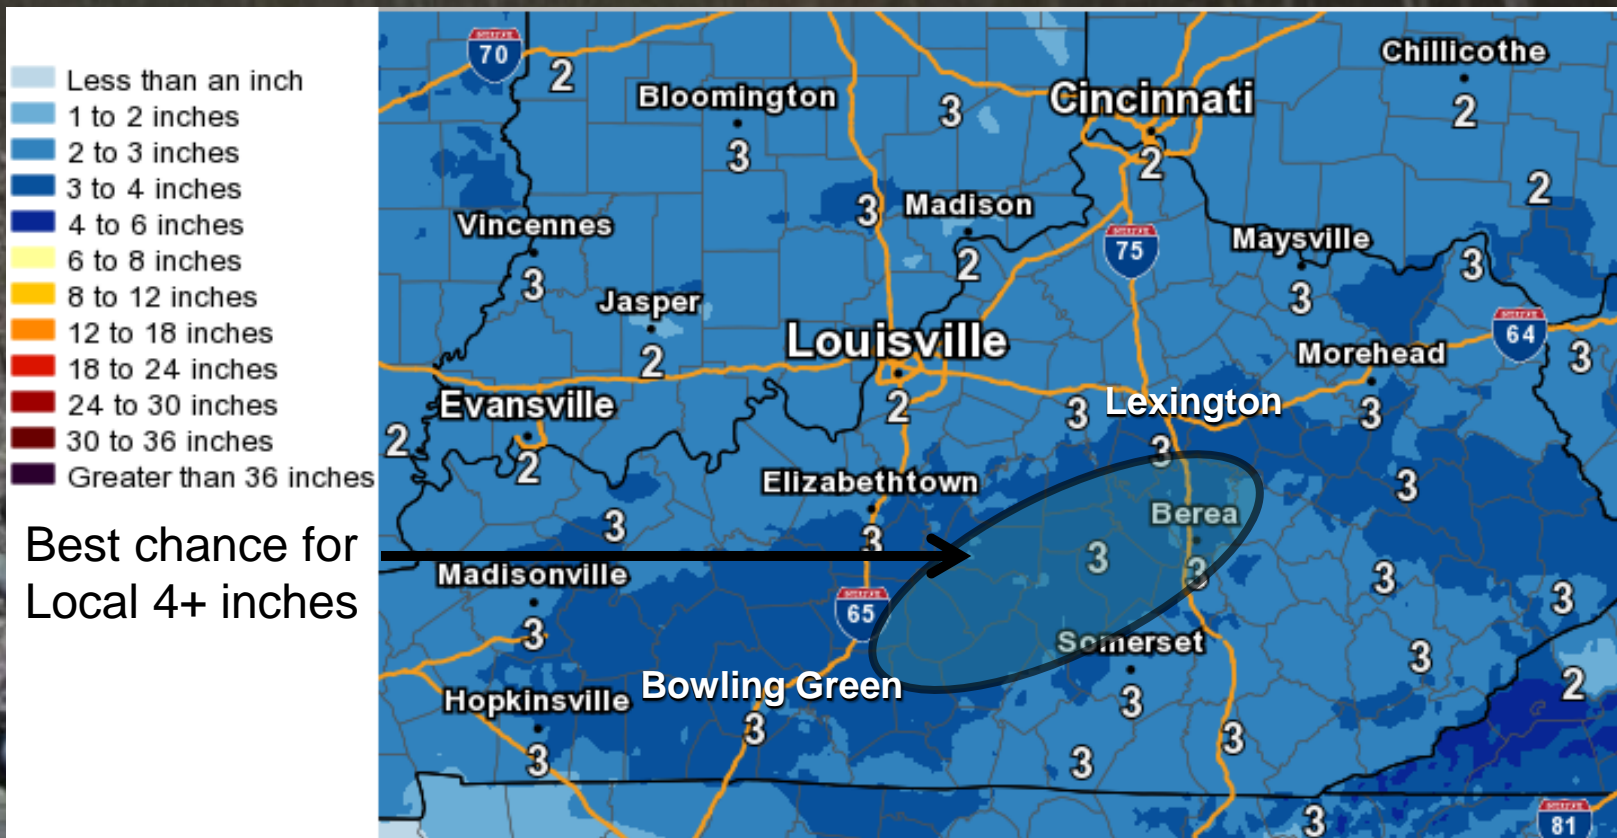 Less than an inch
1 to 2 inches
2 to 3 inches
3 to 4 inches
4 to 6 inches
6 to 8 inches
8 to 12 inches
12 to 18 inches
18 to 24 inches
24 to 30 inches
30 to 36 inches
Greater than 36 inches
Best chance for
Local 4+ inches
70
2
Bloomington
3
3
Cincinnati
2
Chillicothe
2
2
Vincennes
3
3
Madison
2
75
Maysville
3
3
Jasper
2
Louisville
2
64
3
Morehead
3
Evansville
2
2
3
Lexington
3
Elizabethtown
3
3
Berea
3
3
3
3
3
Madisonville
3
65
Somerset
3
3
2
Hopkinsville
3
Bowling Green
3
3
3
3
81